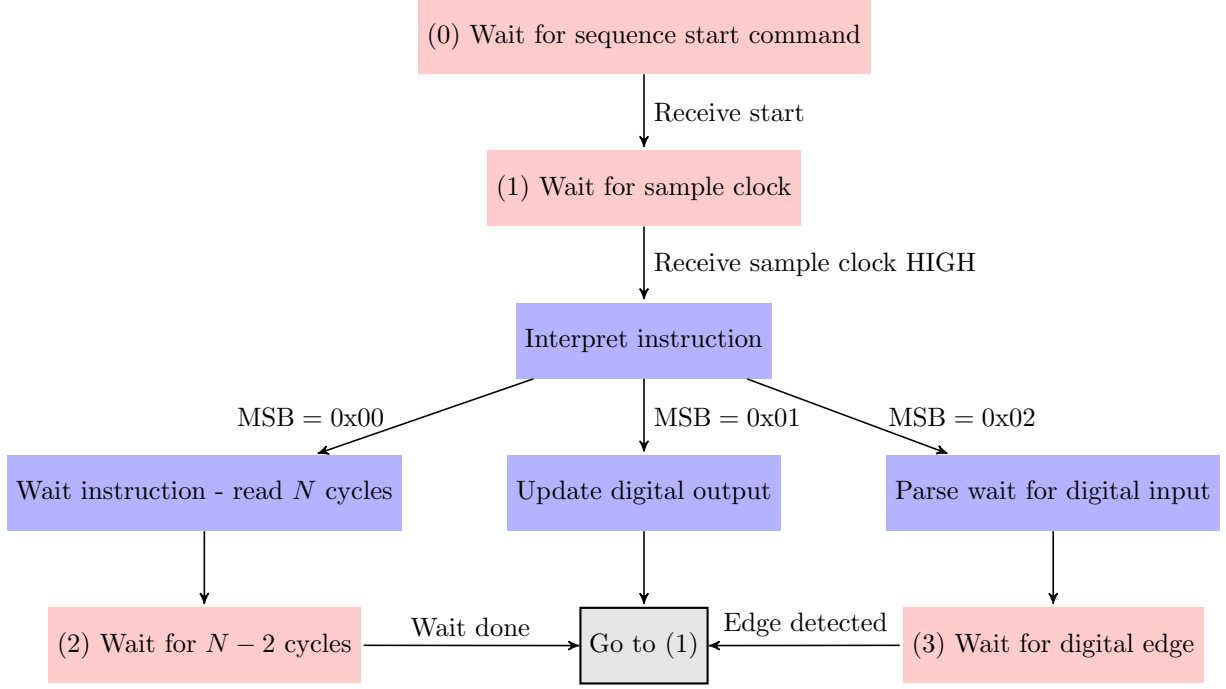 (0) Wait for sequence start command
Receive start
(1) Wait for sample clock
Receive sample clock HIGH
Interpret instruction
MSB = 0x00
MSB = 0x01
MSB = 0x02
Wait instruction - read N cycles
Update digital output
Parse wait for digital input
(2) Wait for N − 2 cycles
Wait done
Go to (1)
Edge detected
(3) Wait for digital edge